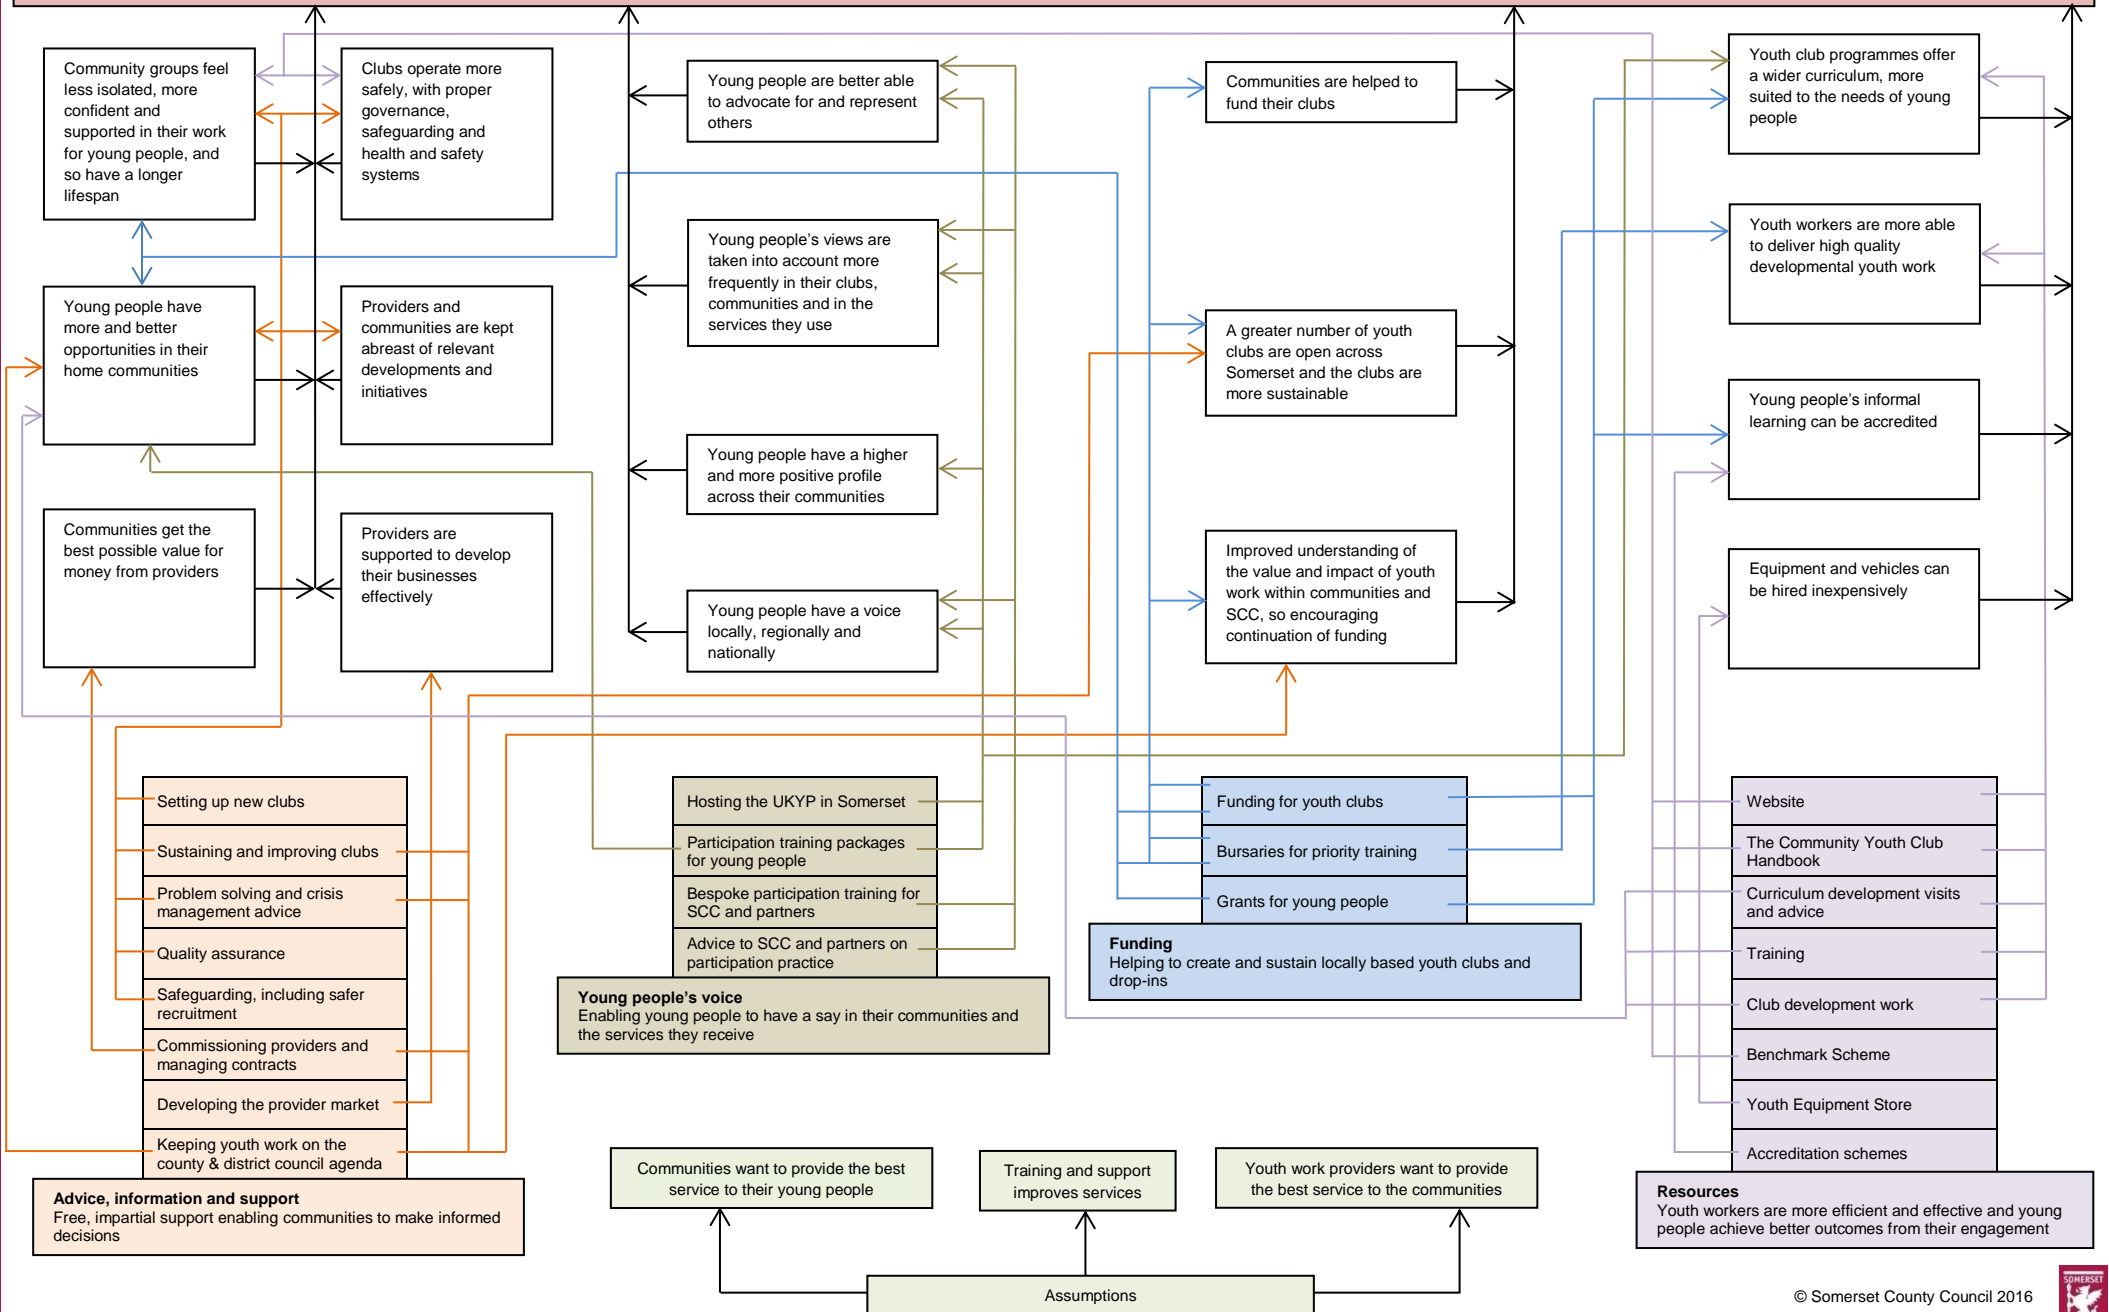 Community groups feel
less isolated, more
confident and
supported in their work
for young people, and
so have a longer
lifespan
Clubs operate more
safely, with proper
governance,
safeguarding and
health and safety
systems
Young people are better able
to advocate for and represent
others
Communities are helped to
fund their clubs
Youth club programmes offer
a wider curriculum, more
suited to the needs of young
people
Young people's views are
taken into account more
frequently in their clubs,
communities and in the
services they use
Youth workers are more able
to deliver high quality
developmental youth work
Young people have
more and better
opportunities in their
home communities
Providers and
communities are kept
abreast of relevant
developments and
initiatives
A greater number of youth
clubs are open across
Somerset and the clubs are
more sustainable
Young people's informal
learning can be accredited
Young people have a higher
and more positive profile
across their communities
Communities get the
best possible value for
money from providers
Providers are
supported to develop
their businesses
effectively
Young people have a voice
locally, regionally and
nationally
Improved understanding of
the value and impact of youth
work within communities and
SCC, so encouraging
continuation of funding
Equipment and vehicles can
be hired inexpensively
Setting up new clubs
Sustaining and improving clubs
Problem solving and crisis
management advice
Quality assurance
Safeguarding, including safer
recruitment
Commissioning providers and
managing contracts
Developing the provider market
Keeping youth work on the
county & district council agenda
Advice, information and support
Free, impartial support enabling communities to make informed
decisions
Hosting the UKYP in Somerset
Participation training packages
for young people
Bespoke participation training for
SCC and partners
Advice to SCC and partners on
participation practice
Young people's voice
Enabling young people to have a say in their communities and
the services they receive
Funding for youth clubs
Bursaries for priority training
Grants for young people
Funding
Helping to create and sustain locally based youth clubs and
drop-ins
Website
The Community Youth Club
Handbook
Curriculum development visits
and advice
Training
Club development work
Benchmark Scheme
Youth Equipment Store
Accreditation schemes
Resources
Youth workers are more efficient and effective and young
people achieve better outcomes from their engagement
Communities want to provide the best
service to their young people
Training and support
improves services
Youth work providers want to provide
the best service to the communities
Assumptions
© Somerset County Council 2016
SOMERSET